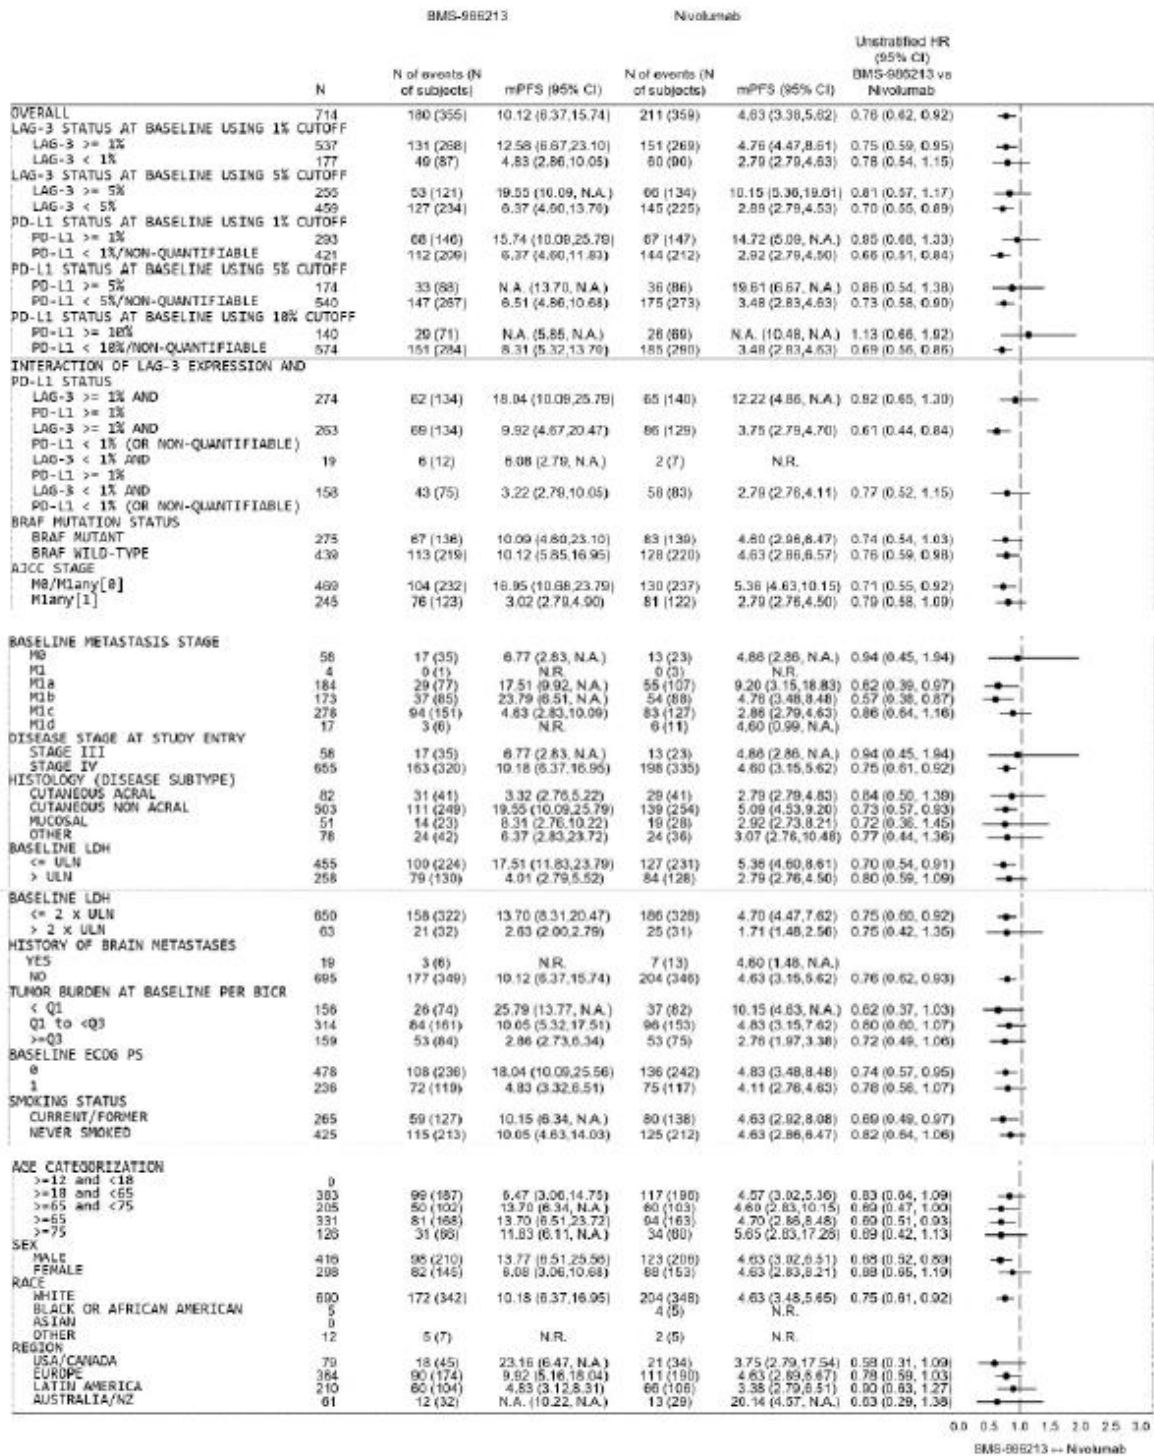 BMS-986213 Nivolumab
Unstratified HR
(95% CI)
N of events (N N of events (N BMS-986213 vs
N of subjects) mPFS (95% CI) of subjects) mPFS (95% CI) Nivolumab
OVERALL 714 180 (355) 10.12 (6.37,15.74) 211 (359) 4.63 (3.38,5.62) 0.76 (0.62, 0.92)
LAG-3 STATUS AT BASELINE USING 1% CUTOFF
LAG-3 >= 1% 537 131 (268) 12.58 (6.67,23.10) 151 (269) 4.76 (4.47,8.61) 0.75 (0.59, 0.95)
LAG-3 < 1% 177 49 (87) 4.83 (2.86,10.05) 60 (90) 2.79 (2.79,4.63) 0.78 (0.54, 1.15)
LAG-3 STATUS AT BASELINE USING 5% CUTOFF
LAG-3 >= 5% 255 53 (121) 19.55 (10.09, N.A.) 66 (134) 10.15 (5.36,19.61) 0.81 (0.57, 1.17)
LAG-3 < 5% 459 127 (234) 6.37 (4.60,13.70) 145 (225) 2.89 (2.79,4.53) 0.70 (0.55, 0.89)
PD-L1 STATUS AT BASELINE USING 1% CUTOFF
PD-L1 >= 1% 293 68 (146) 15.74 (10.09,25.79) 67 (147) 14.72 (5.09, N.A.) 0.95 (0.68, 1.33)
PD-L1 < 1%/NON-QUANTIFIABLE 421 112 (209) 6.37 (4.60,11.83) 144 (212) 2.92 (2.79,4.50) 0.66 (0.51, 0.84)
PD-L1 STATUS AT BASELINE USING 5% CUTOFF
PD-L1 >= 5% 174 33 (88) N.A. (13.70, N.A.) 36 (86) 19.61 (6.67, N.A.) 0.86 (0.54, 1.38)
PD-L1 < 5%/NON-QUANTIFIABLE 540 147 (267) 6.51 (4.86,10.68) 175 (273) 3.48 (2.83,4.63) 0.73 (0.58, 0.90)
PD-L1 STATUS AT BASELINE USING 10% CUTOFF
PD-L1 >= 10% 140 29 (71) N.A. (5.85, N.A.) 26 (69) N.A. (10.48, N.A.) 1.13 (0.66, 1.92)
PD-L1 < 10%/NON-QUANTIFIABLE 574 151 (284) 8.31 (5.32,13.70) 185 (290) 3.48 (2.83,4.63) 0.69 (0.56, 0.86)
INTERACTION OF LAG-3 EXPRESSION AND
PD-L1 STATUS
LAG-3 >= 1% AND 274 62 (134) 18.04 (10.09,25.79) 65 (140) 12.22 (4.86, N.A.) 0.92 (0.65, 1.30)
PD-L1 >= 1%
LAG-3 >= 1% AND 263 69 (134) 9.92 (4.67,20.47) 86 (129) 3.75 (2.79,4.70) 0.61 (0.44, 0.84)
PD-L1 < 1% (OR NON-QUANTIFIABLE)
LAG-3 < 1% AND 19 6 (12) 6.08 (2.79, N.A.) 2 (7) N.R.
PD-L1 >= 1%
LAG-3 < 1% AND 158 43 (75) 3.22 (2.79,10.05) 58 (83) 2.79 (2.76,4.11) 0.77 (0.52, 1.15)
PD-L1 < 1% (OR NON-QUANTIFIABLE)
BRAF MUTATION STATUS
BRAF MUTANT 275 67 (136) 10.09 (4.60,23.10) 83 (139) 4.60 (2.96,6.47) 0.74 (0.54, 1.03)
BRAF WILD-TYPE 439 113 (219) 10.12 (5.85,16.95) 128 (220) 4.63 (2.86,6.57) 0.76 (0.59, 0.98)
AJCC STAGE
M0/M1any[0] 469 104 (232) 16.95 (10.68,23.79) 130 (237) 5.36 (4.63,10.15) 0.71 (0.55, 0.92)
M1any[1] 245 76 (123) 3.02 (2.79,4.90) 81 (122) 2.79 (2.76,4.50) 0.79 (0.58, 1.09)
BASELINE METASTASIS STAGE
M0 58 17 (35) 6.77 (2.83, N.A.) 13 (23) 4.86 (2.86, N.A.) 0.94 (0.45, 1.94)
M1 4 0 (1) N.R. 0 (3) N.R.
M1a 184 29 (77) 17.51 (9.92, N.A.) 55 (107) 9.20 (3.15,18.83) 0.62 (0.39, 0.97)
M1b 173 37 (85) 23.79 (6.51, N.A.) 54 (88) 4.76 (3.48,8.48) 0.57 (0.38, 0.87)
M1c 278 94 (151) 4.63 (2.83,10.09) 83 (127) 2.86 (2.79,4.63) 0.86 (0.64, 1.16)
M1d 17 3 (6) N.R. 6 (11) 4.60 (0.99, N.A.)
DISEASE STAGE AT STUDY ENTRY
STAGE III 58 17 (35) 6.77 (2.83, N.A.) 13 (23) 4.86 (2.86, N.A.) 0.94 (0.45, 1.94)
STAGE IV 655 163 (320) 10.18 (6.37,16.95) 198 (335) 4.60 (3.15,5.62) 0.75 (0.61, 0.92)
HISTOLOGY (DISEASE SUBTYPE)
CUTANEOUS ACRAL 82 31 (41) 3.32 (2.76,5.22) 29 (41) 2.79 (2.79,4.83) 0.84 (0.50, 1.39)
CUTANEOUS NON ACRAL 503 111 (249) 19.55 (10.09,25.79) 139 (254) 5.09 (4.53,9.20) 0.73 (0.57, 0.93)
MUCOSAL 51 14 (23) 8.31 (2.76,10.22) 19 (28) 2.92 (2.73,8.21) 0.72 (0.36, 1.45)
OTHER 78 24 (42) 6.37 (2.83,23.72) 24 (36) 3.07 (2.76,10.48) 0.77 (0.44, 1.36)
BASELINE LDH
<= ULN 455 100 (224) 17.51 (11.83,23.79) 127 (231) 5.36 (4.60,8.61) 0.70 (0.54, 0.91)
> ULN 258 79 (130) 4.01 (2.79,5.52) 84 (128) 2.79 (2.76,4.50) 0.80 (0.59, 1.09)
BASELINE LDH
<= 2 X ULN 650 158 (322) 13.70 (8.31,20.47) 186 (328) 4.70 (4.47,7.62) 0.75 (0.60, 0.92)
> 2 X ULN 63 21 (32) 2.63 (2.00,2.79) 25 (31) 1.71 (1.48,2.56) 0.75 (0.42, 1.35)
HISTORY OF BRAIN METASTASES
YES 19 3 (6) N.R. 7 (13) 4.60 (1.48, N.A.)
NO 695 177 (349) 10.12 (6.37,15.74) 204 (346) 4.63 (3.15,5.62) 0.76 (0.62, 0.93)
TUMOR BURDEN AT BASELINE PER BICR
< Q1 156 26 (74) 25.79 (13.77, N.A.) 37 (82) 10.15 (4.63, N.A.) 0.62 (0.37, 1.03)
Q1 to <Q3 314 84 (161) 10.05 (5.32,17.51) 96 (153) 4.83 (3.15,7.62) 0.80 (0.60, 1.07)
>=Q3 159 53 (84) 2.86 (2.73,6.34) 53 (75) 2.76 (1.97,3.38) 0.72 (0.49, 1.06)
BASELINE ECOG PS
0 478 108 (236) 18.04 (10.09,25.56) 136 (242) 4.83 (3.48,8.48) 0.74 (0.57, 0.95)
1 236 72 (119) 4.83 (3.32,6.51) 75 (117) 4.11 (2.76,4.63) 0.78 (0.56, 1.07)
SMOKING STATUS
CURRENT/FORMER 265 59 (127) 10.15 (6.34, N.A.) 80 (138) 4.63 (2.92,8.08) 0.69 (0.49, 0.97)
NEVER SMOKED 425 115 (213) 10.05 (4.63,14.03) 125 (212) 4.63 (2.86,6.47) 0.82 (0.64, 1.06)
AGE CATEGORIZATION
>=12 and <18 0
>=18 and <65 383 99 (187) 6.47 (3.06,14.75) 117 (196) 4.57 (3.02,5.36) 0.83 (0.64, 1.09)
>=65 and <75 205 50 (102) 13.70 (6.34, N.A.) 60 (103) 4.60 (2.83,10.15) 0.69 (0.47, 1.00)
>=65 331 81 (168) 13.70 (6.51,23.72) 94 (163) 4.70 (2.86,8.48) 0.69 (0.51, 0.93)
>=75 126 31 (66) 11.83 (6.11, N.A.) 34 (60) 5.65 (2.83,17.28) 0.69 (0.42, 1.13)
SEX
MALE 416 98 (210) 13.77 (6.51,25.56) 123 (206) 4.63 (3.02,6.51) 0.68 (0.52, 0.89)
FEMALE 298 82 (145) 6.08 (3.06,10.68) 88 (153) 4.63 (2.83,8.21) 0.88 (0.65, 1.19)
RACE
WHITE 690 172 (342) 10.18 (6.37,16.95) 204 (348) 4.63 (3.48,5.65) 0.75 (0.61, 0.92)
BLACK OR AFRICAN AMERICAN 5 4 (5) N.R.
ASIAN 0
OTHER 12 5 (7) N.R. 2 (5) N.R.
REGION
USA/CANADA 79 18 (45) 23.16 (6.47, N.A.) 21 (34) 3.75 (2.79,17.54) 0.58 (0.31, 1.09)
EUROPE 364 90 (174) 9.92 (5.16,18.04) 111 (190) 4.63 (2.89,6.67) 0.78 (0.59, 1.03)
LATIN AMERICA 210 60 (104) 4.83 (3.12,8.31) 66 (106) 3.38 (2.79,6.51) 0.90 (0.63, 1.27)
AUSTRALIA/NZ 61 12 (32) N.A. (10.22, N.A.) 13 (29) 20.14 (4.57, N.A.) 0.63 (0.29, 1.38)
0.0 0.5 1.0 1.5 2.0 2.5 3.0
BMS-986213 Nivolumab